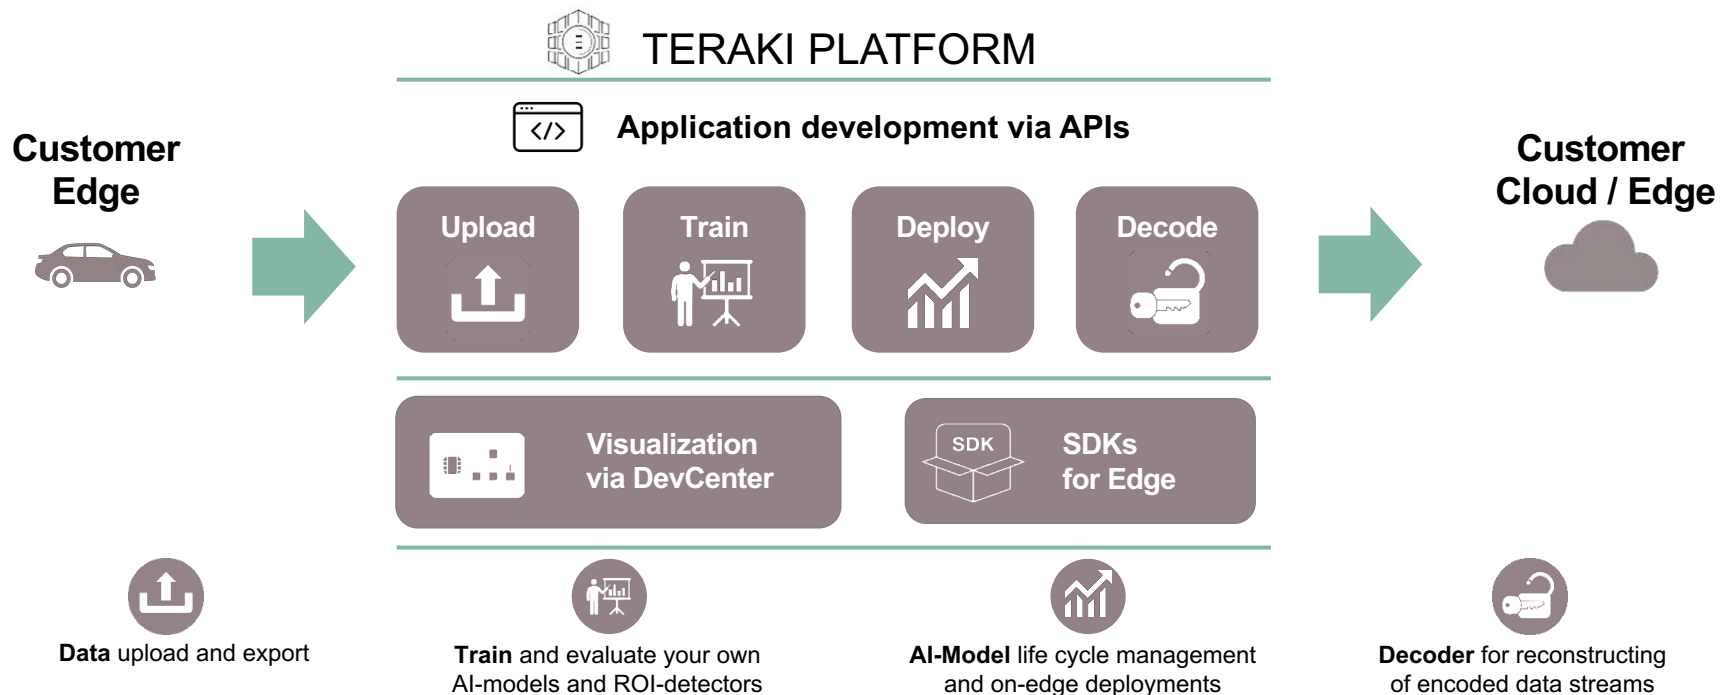 TERAKI PLATFORM
</>
Application development via APIs
Customer
Edge
Customer
Cloud / Edge
Upload
Train
Deploy
Decode
Visualization
via DevCenter
SDK
SDKs
for Edge
Data upload and export
Train and evaluate your own
AI-models and ROI-detectors
AI-Model life cycle management
and on-edge deployments
Decoder for reconstructing
of encoded data streams